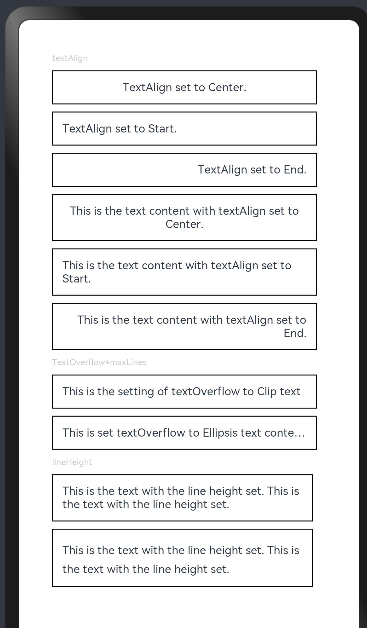 textAlign
TextAlign set to Center.
TextAlign set to Start.
TextAlign set to End.
This is the text content with textAlign set to
Center.
This is the text content with textAlign set to
Start.
This is the text content with textAlign set to
End.
TextOverflow+maxLines
This is the setting of textOverflow to Clip text
This is set textOverflow to Ellipsis text conte...
lineHeight
This is the text with the line height set. This is
the text with the line height set.
This is the text with the line height set. This is
the text with the line height set.